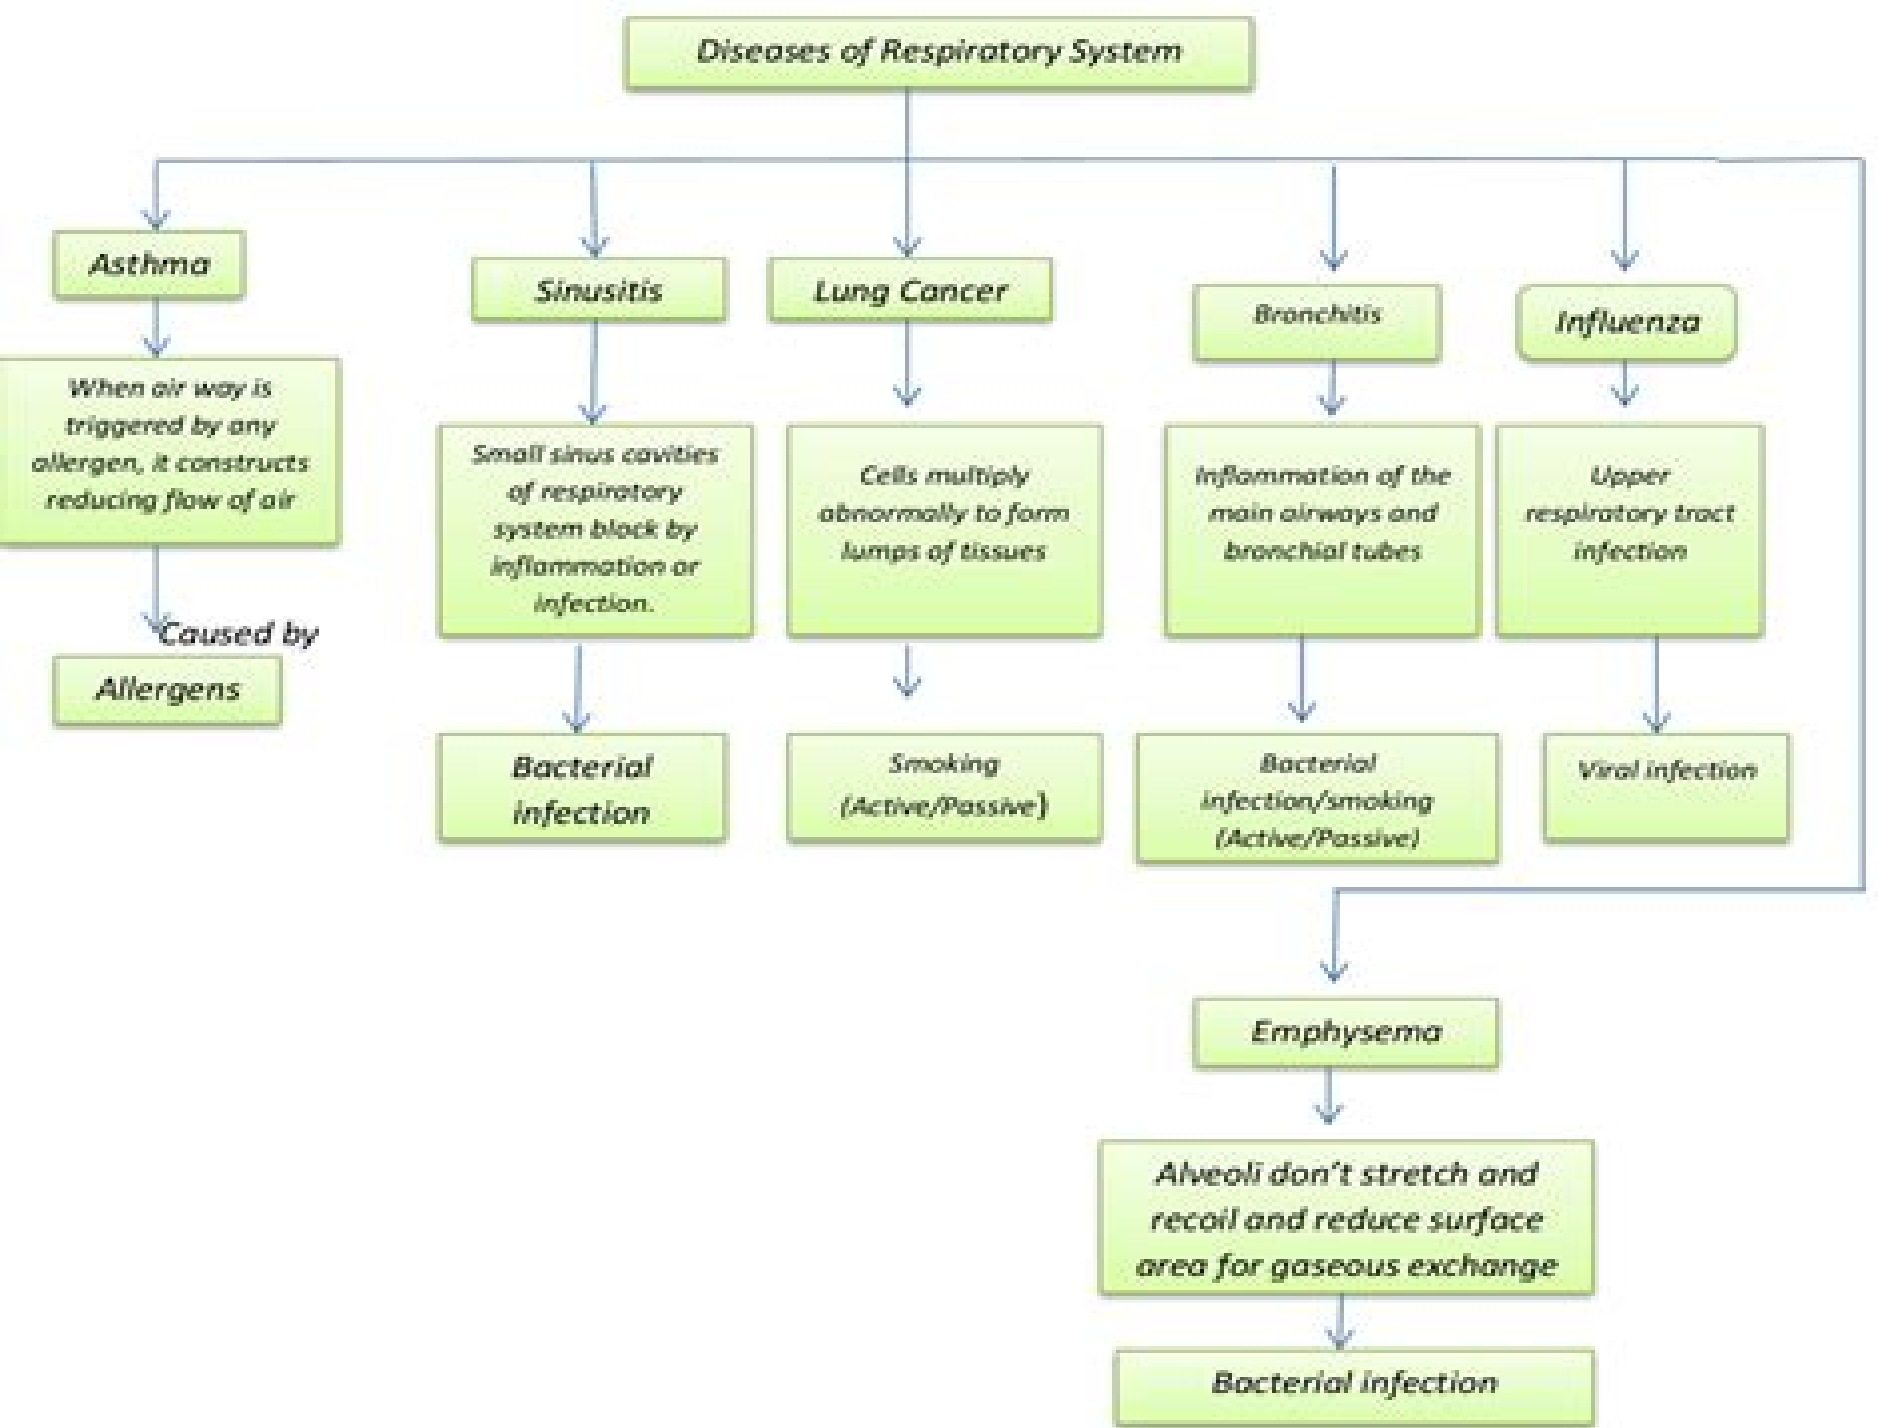 Diseases of Respiratory System
Asthma
When air way is
triggered by any
allergen, it constructs
reducing flow of air
Caused by
Allergens
Sinusitis
Small sinus cavities
of respiratory
system block by
inflammation or
infection.
Bacterial
infection
Lung Cancer
Cells multiply
abnormally to form
lumps of tissues
Smoking
(Active/Passive)
Bronchitis
Inflammation of the
main airways and
bronchial tubes
Bacterial
infection/smoking
(Active/Passive)
Influenza
Upper
respiratory tract
infection
Viral infection
Emphysema
Alveoli don’t stretch and
recoil and reduce surface
area for gaseous exchange
Bacterial infection